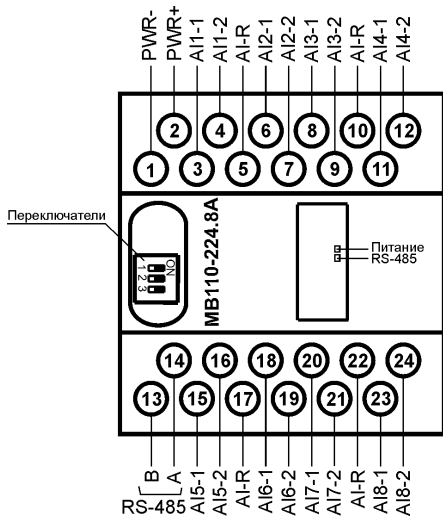 PWR-
PWR+
AI1-1
AI1-2
AI-R
AI2-1
AI2-2
AI3-1
AI3-2
AI-R
AI4-1
AI4-2
2
4
6
8
10
12
1
3
5
7
9
11
Переключатели
ON
1
2
3
МВ110-224.8А
Питание
RS-485
14
16
18
20
22
24
13
15
17
19
21
23
B
A
RS-485
AI5-1
AI5-2
AI-R
AI6-1
AI6-2
AI7-1
AI7-2
AI-R
AI8-1
AI8-2